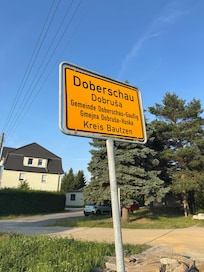 Doberschau
Dobruša
Gemeinde Doberschau-Gaußig
Gmejna Dobruša-Huska
Kreis Bautzen